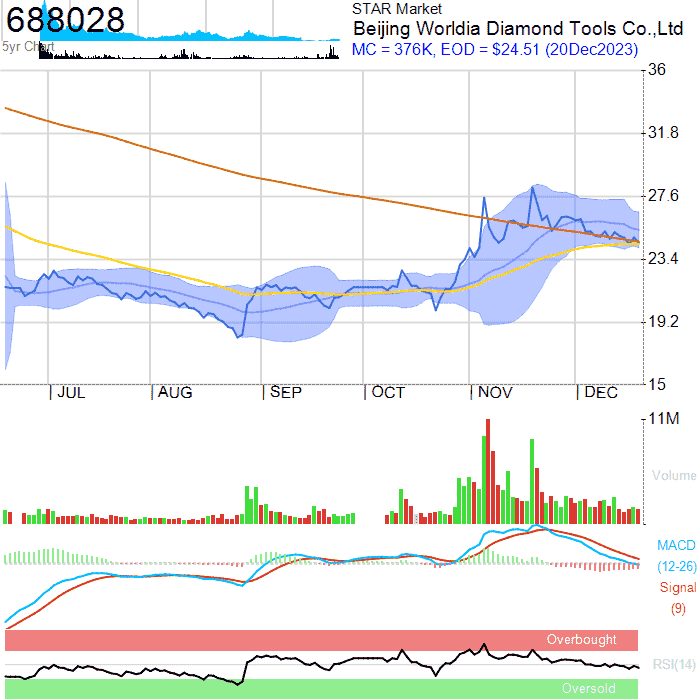 688028
STAR Market
Beijing Worldia Diamond Tools Co.,Ltd
5yr Chart
MC = 376K, EOD = $24.51 (20Dec2023)
36
31.8
27.6
23.4
19.2
15
JUL
AUG
SEP
OCT
NOV
DEC
11M
Volume
MACD
(12-26)
Signal
(9)
Overbought
RSI(14)
Oversold